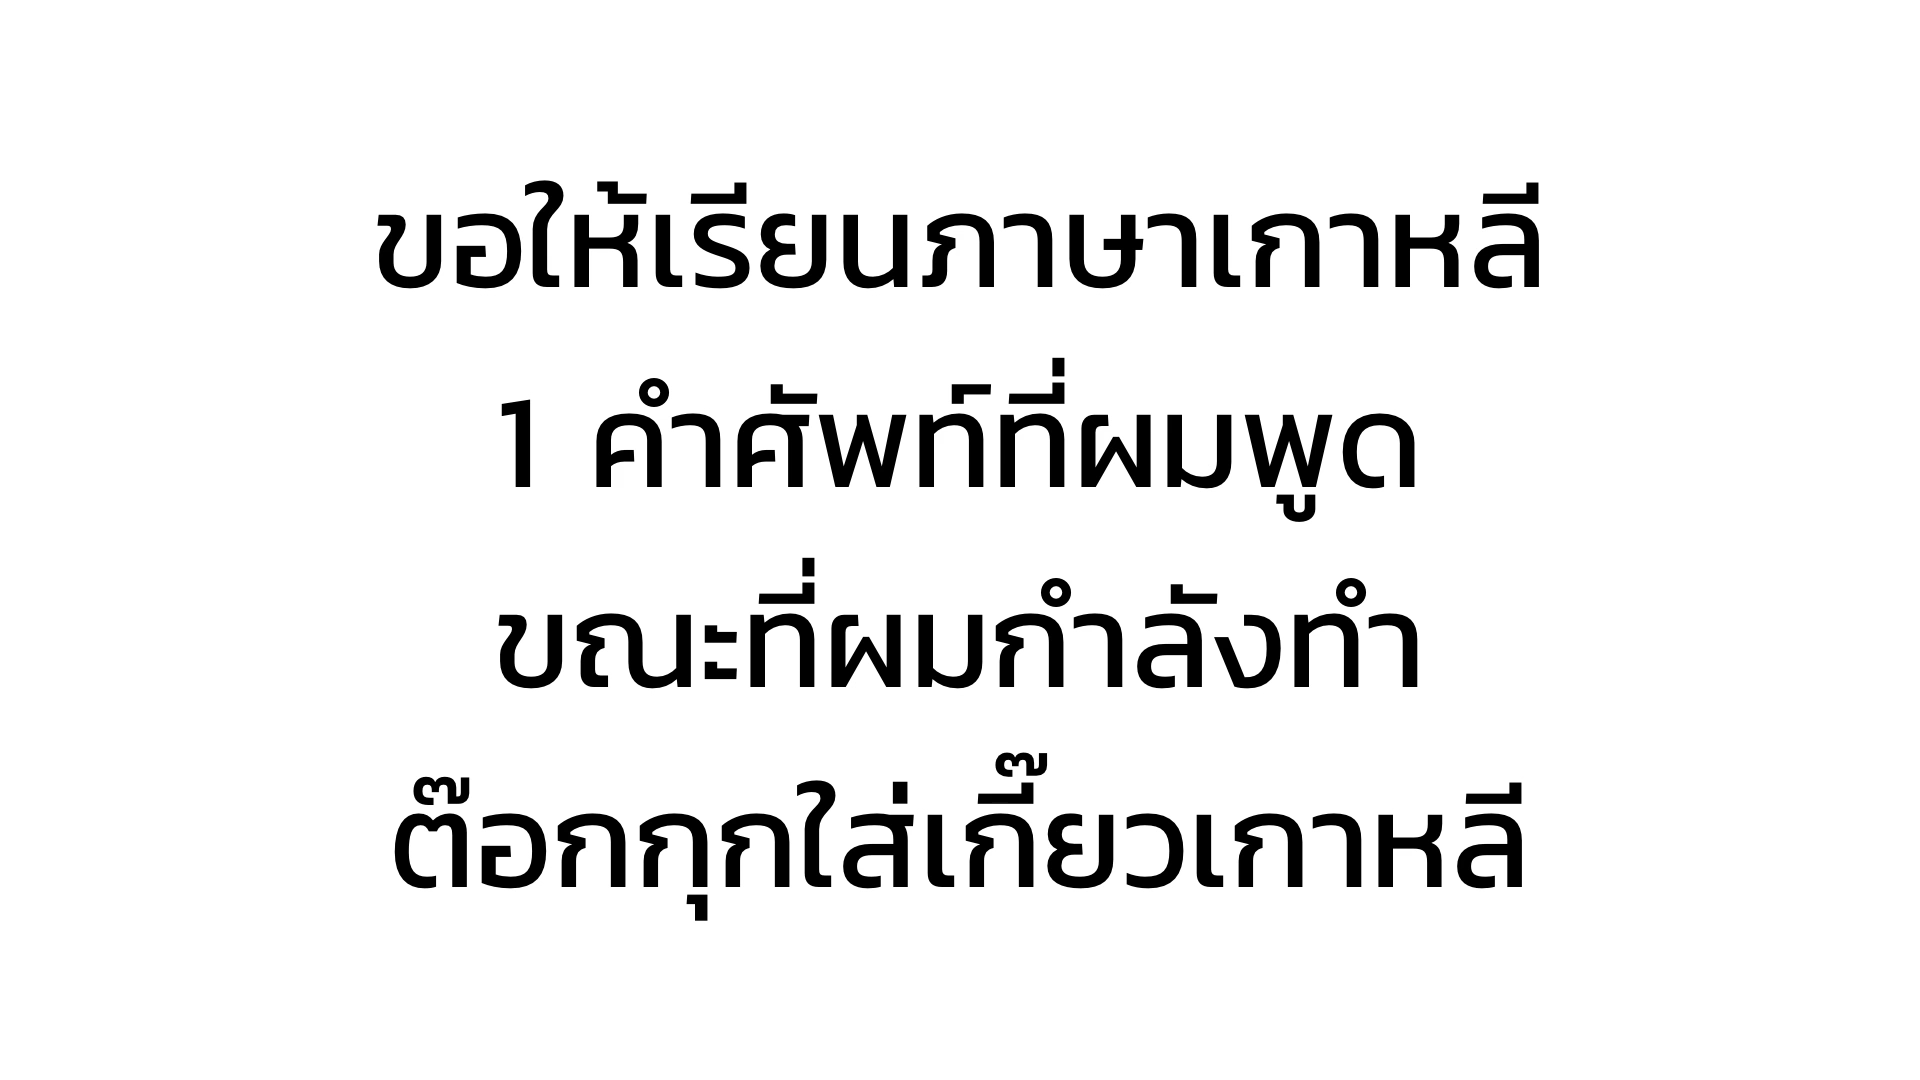 ขอให้เรียนภาษาเกาหลี
1 คำศัพท์ที่ผมพูด
ขณะที่ผมกำลังทำ
ต๊อกกุกใส่เกี๊ยวเกาหลี